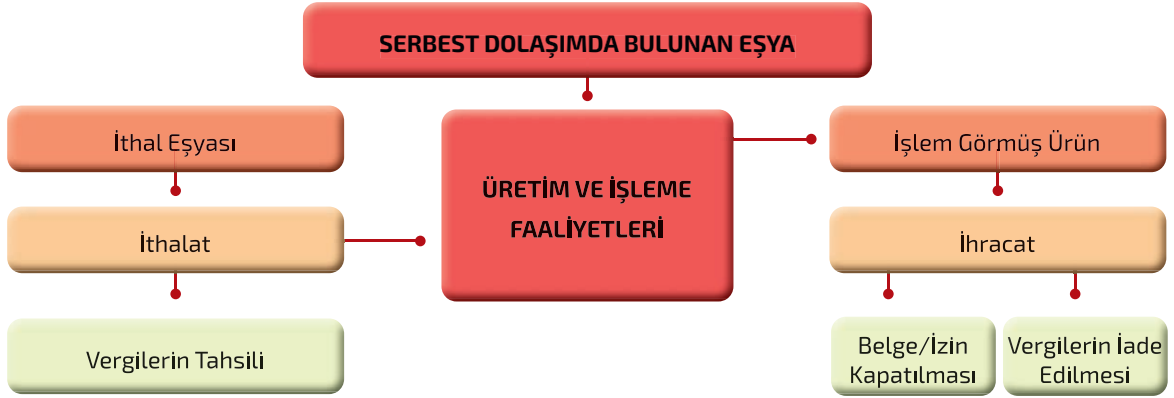 SERBEST DOLAŞIMDA BULUNAN EŞYA
İthal Eşyası
İthalat
Vergilerin Tahsili
ÜRETİM VE İŞLEME
FAALİYETLERİ
İşlem Görmüş Ürün
İhracat
Belge/İzin
Kapatılması
Vergilerin İade
Edilmesi